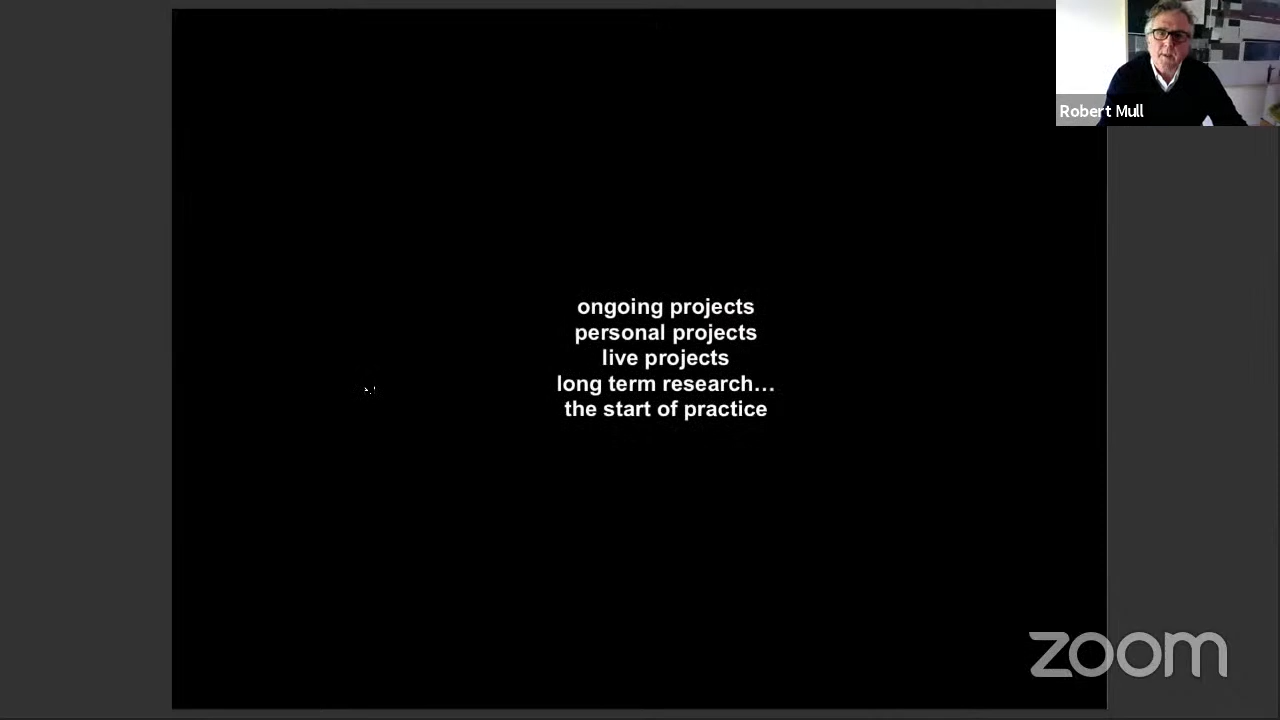 Robert Mull
ongoing projects
personal projects
live projects
long term research…
the start of practice
zoom